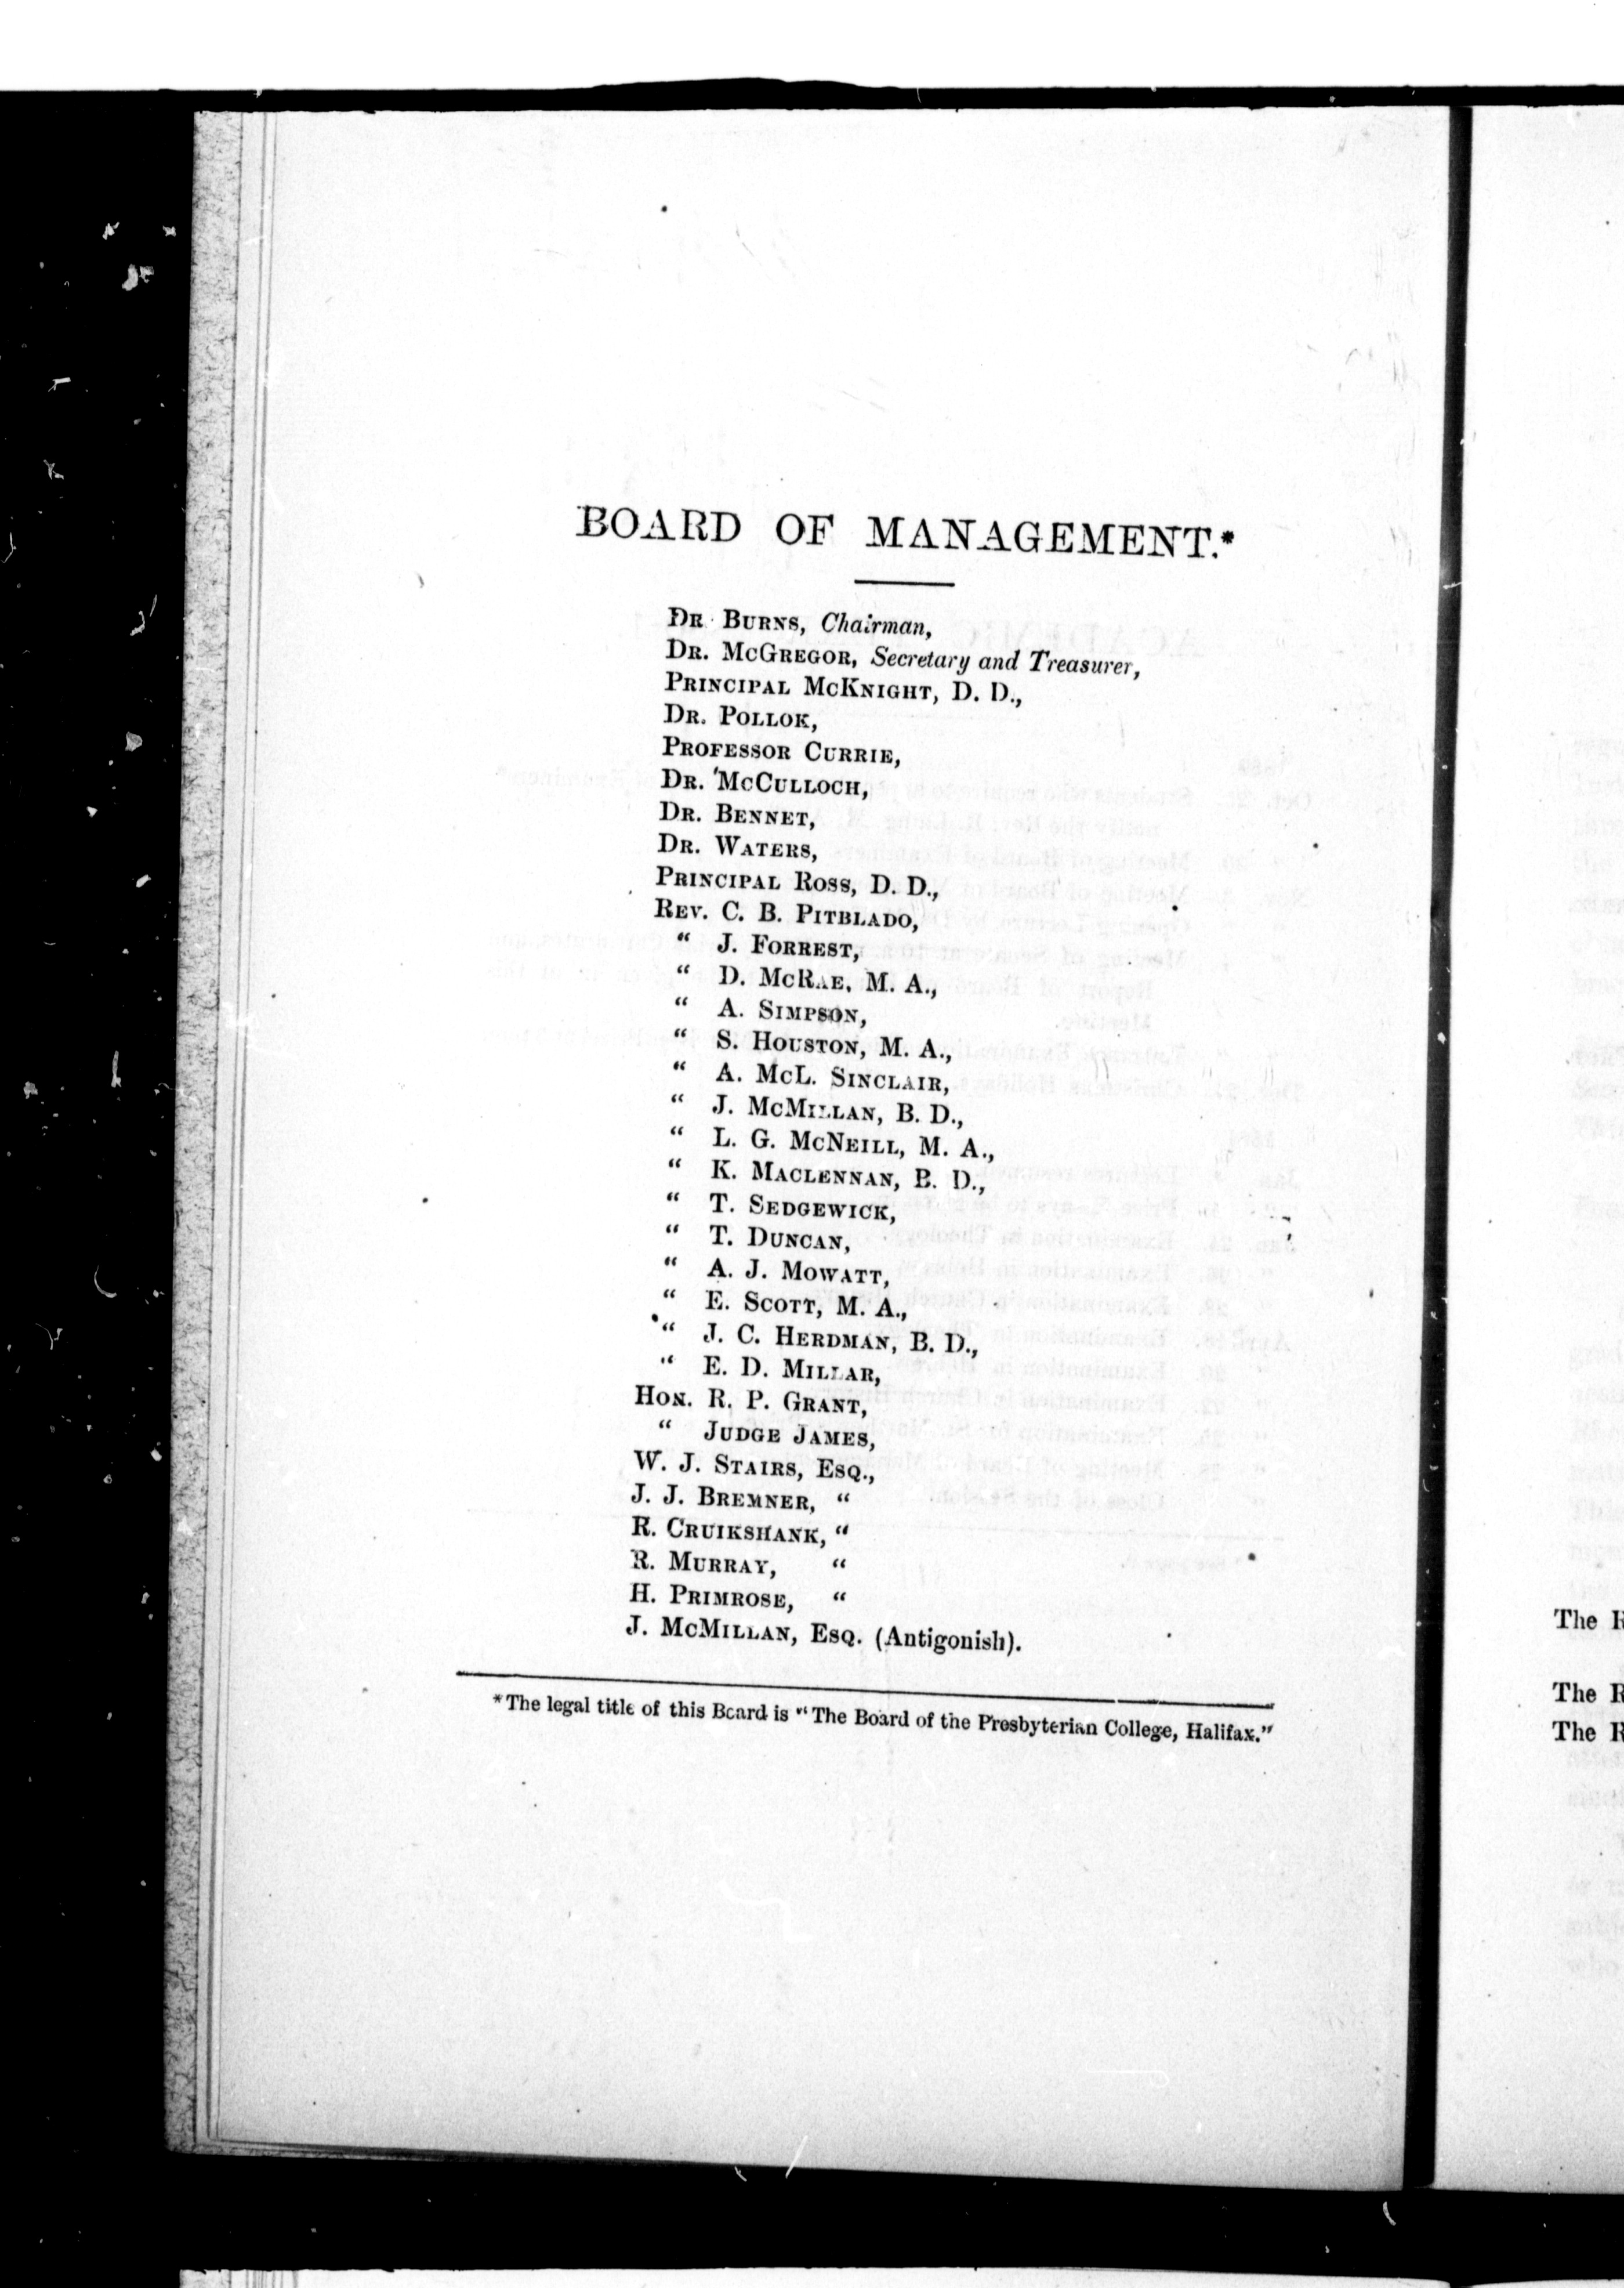 BOARD OF MANAGEMENT.*
DR BURNS, Chairman,
DR. MCGREGOR, Secretary and Treasurer,
PRINCIPAL MCKNIGHT, D. D.,
DR. POLLOK,
PROFESSOR CURRIE,
DR. MCCULLOCH,
DR. BENNET,
DR. WATERS,
PRINCIPAL ROSS, D. D.,
REV. C. B. PITBLADO,
" J. FORREST,
" D. MCRAE, M. A.,
" A. SIMPSON,
" S. HOUSTON, M. A.,
" A. MCL. SINCLAIR,
" J. MCMILLAN, B. D.,
" L. G. MCNEILL, M. A.,
" K. MACLENNAN, B. D.,
" T. SEDGEWICK,
" T. DUNCAN,
" A. J. MOWATT,
" E. SCOTT, M. A.,
" J. C. HERDMAN, B. D.,
" E. D. MILLAR,
HON. R. P. GRANT,
" JUDGE JAMES,
W. J. STAIRS, ESQ.,
J. J. BREMNER, "
R. CRUIKSHANK, "
R. MURRAY, "
H. PRIMROSE, "
J. MCMILLAN, ESQ. (Antigonish).
*The legal title of this Board is "The Board of the Presbyterian College, Halifax."
The
The
The